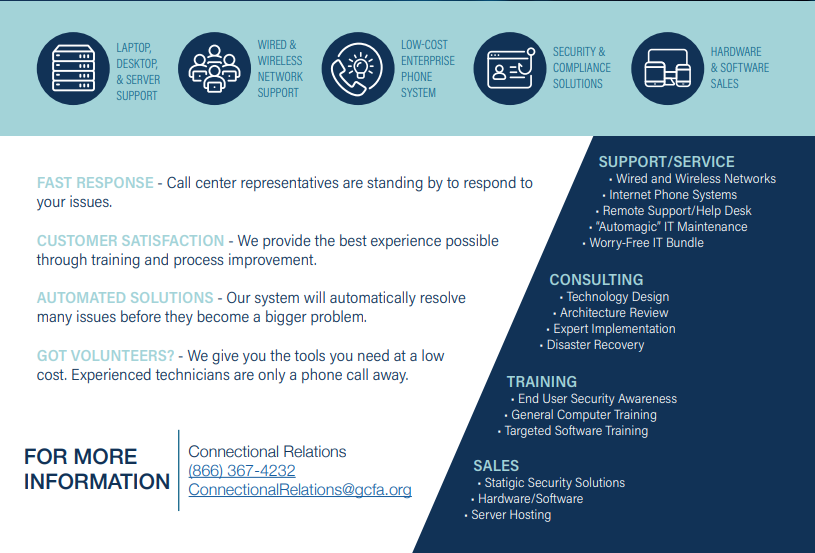 LAPTOP,
DESKTOP,
& SERVER
SUPPORT
WIRED &
WIRELESS
NETWORK
SUPPORT
LOW-COST
ENTERPRISE
PHONE
SYSTEM
SECURITY &
COMPLIANCE
SOLUTIONS
HARDWARE
& SOFTWARE
SALES
FAST RESPONSE - Call center representatives are standing by to respond to
your issues.
CUSTOMER SATISFACTION - We provide the best experience possible
through training and process improvement.
AUTOMATED SOLUTIONS - Our system will automatically resolve
many issues before they become a bigger problem.
GOT VOLUNTEERS? - We give you the tools you need at a low
cost. Experienced technicians are only a phone call away.
FOR MORE
INFORMATION
Connectional Relations
(866) 367-4232
ConnectionalRelations@gcfa.org
SUPPORT/SERVICE
• Wired and Wireless Networks
• Internet Phone Systems
• Remote Support/Help Desk
• "Automagic" IT Maintenance
• Worry-Free IT Bundle
CONSULTING
• Technology Design
• Architecture Review
• Expert Implementation
• Disaster Recovery
TRAINING
• End User Security Awareness
• General Computer Training
• Targeted Software Training
SALES
• Statigic Security Solutions
• Hardware/Software
• Server Hosting